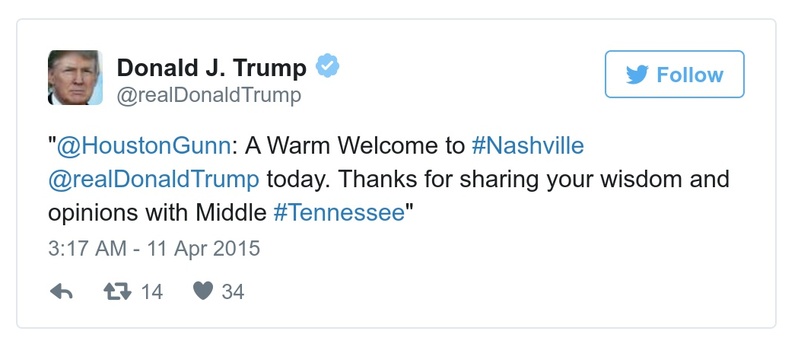 Donald J. Trump
@realDonaldTrump
Follow
"@HoustonGunn: A Warm Welcome to #Nashville
@realDonaldTrump today. Thanks for sharing your wisdom and
opinions with Middle #Tennessee"
3:17 AM - 11 Apr 2015
14 34